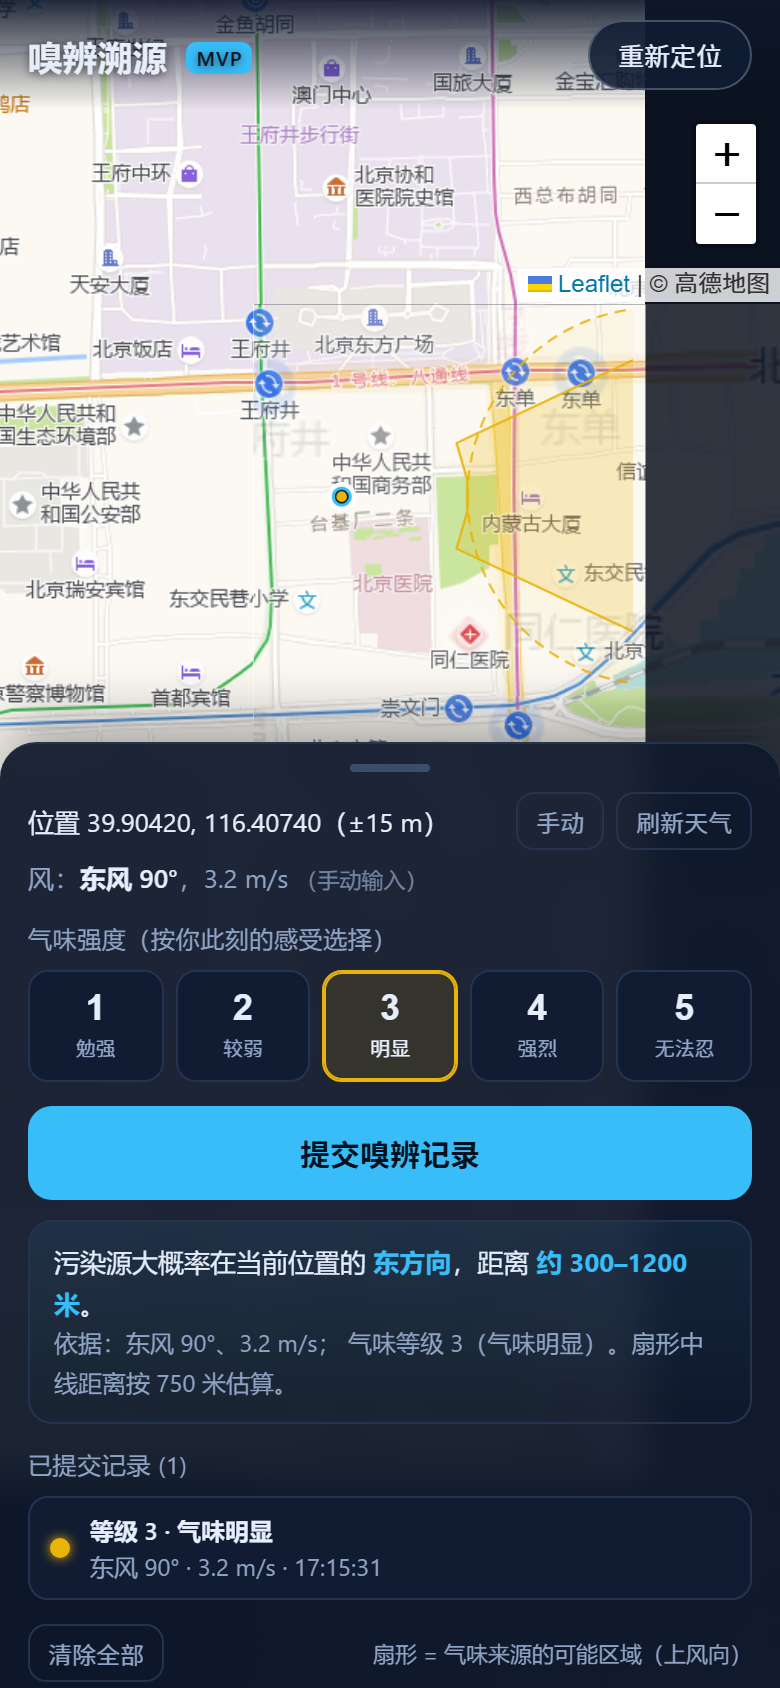 金鱼胡同
嗅辨溯源 MVP
重新定位
国旅大厦
澳门中心
王府井步行街
王府中环
北京协和
医院院史馆
西总布胡同
店
天安大厦
+
−
Leaflet | © 高德地图
艺术馆
北京饭店
王府井
北京东方广场
1号线、八通线
王府井
东单
东单
中华人民共和
国生态环境部
府井
东单
中华人民共
和国商务部
中华人民共
和国公安部
台基厂二条
内蒙古大厦
北京瑞安宾馆
东交民巷小学
北京医院
东交民
同仁医院
同仁医院
北京
警察博物馆
首都宾馆
崇文门
位置 39.90420, 116.40740（±15 m）
手动
刷新天气
风：东风 90°，3.2 m/s （手动输入）
气味强度（按你此刻的感受选择）
1
勉强
2
较弱
3
明显
4
强烈
5
无法忍
提交嗅辨记录
污染源大概率在当前位置的 东方向，距离 约 300–1200
米。
依据：东风 90°、3.2 m/s； 气味等级 3（气味明显）。扇形中
线距离按 750 米估算。
已提交记录 (1)
等级 3 · 气味明显
东风 90° · 3.2 m/s · 17:15:31
清除全部
扇形 = 气味来源的可能区域（上风向）